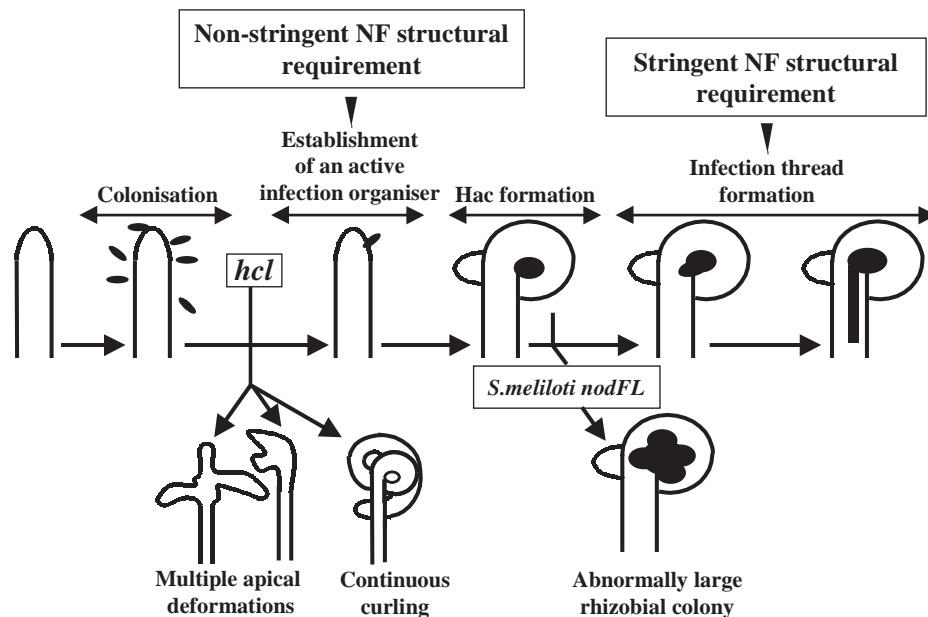 Non-stringent NF structural
requirement
Stringent NF structural
requirement
Establishment
of an active
infection organiser
Colonisation
Hac formation
Infection thread
formation
hcl
S.meliloti nodFL
Multiple apical
deformations
Continuous
curling
Abnormally large
rhizobial colony